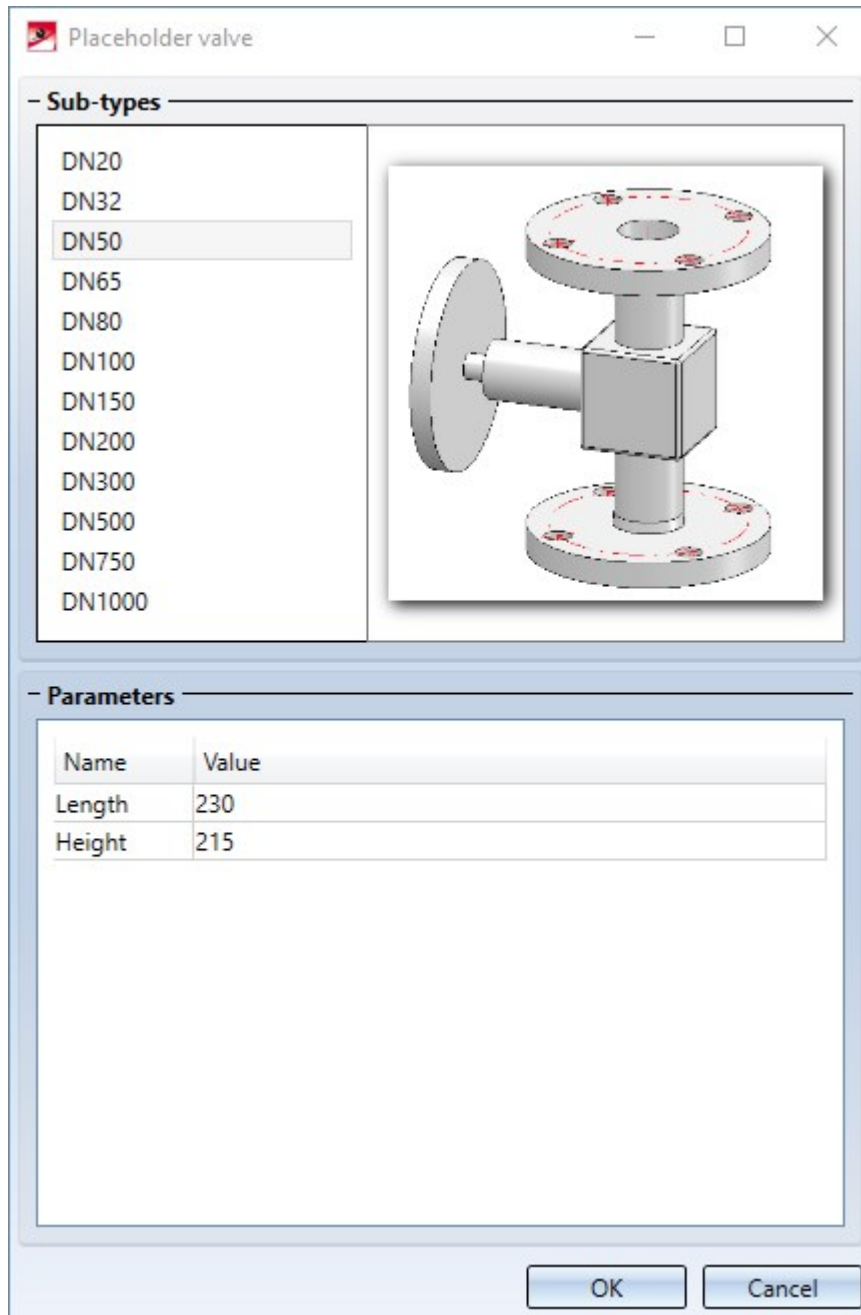 Placeholder valve
Sub-types
DN20
DN32
DN50
DN65
DN80
DN100
DN150
DN200
DN300
DN500
DN750
DN1000
Parameters
Name Value
Length 230
Height 215
OK Cancel